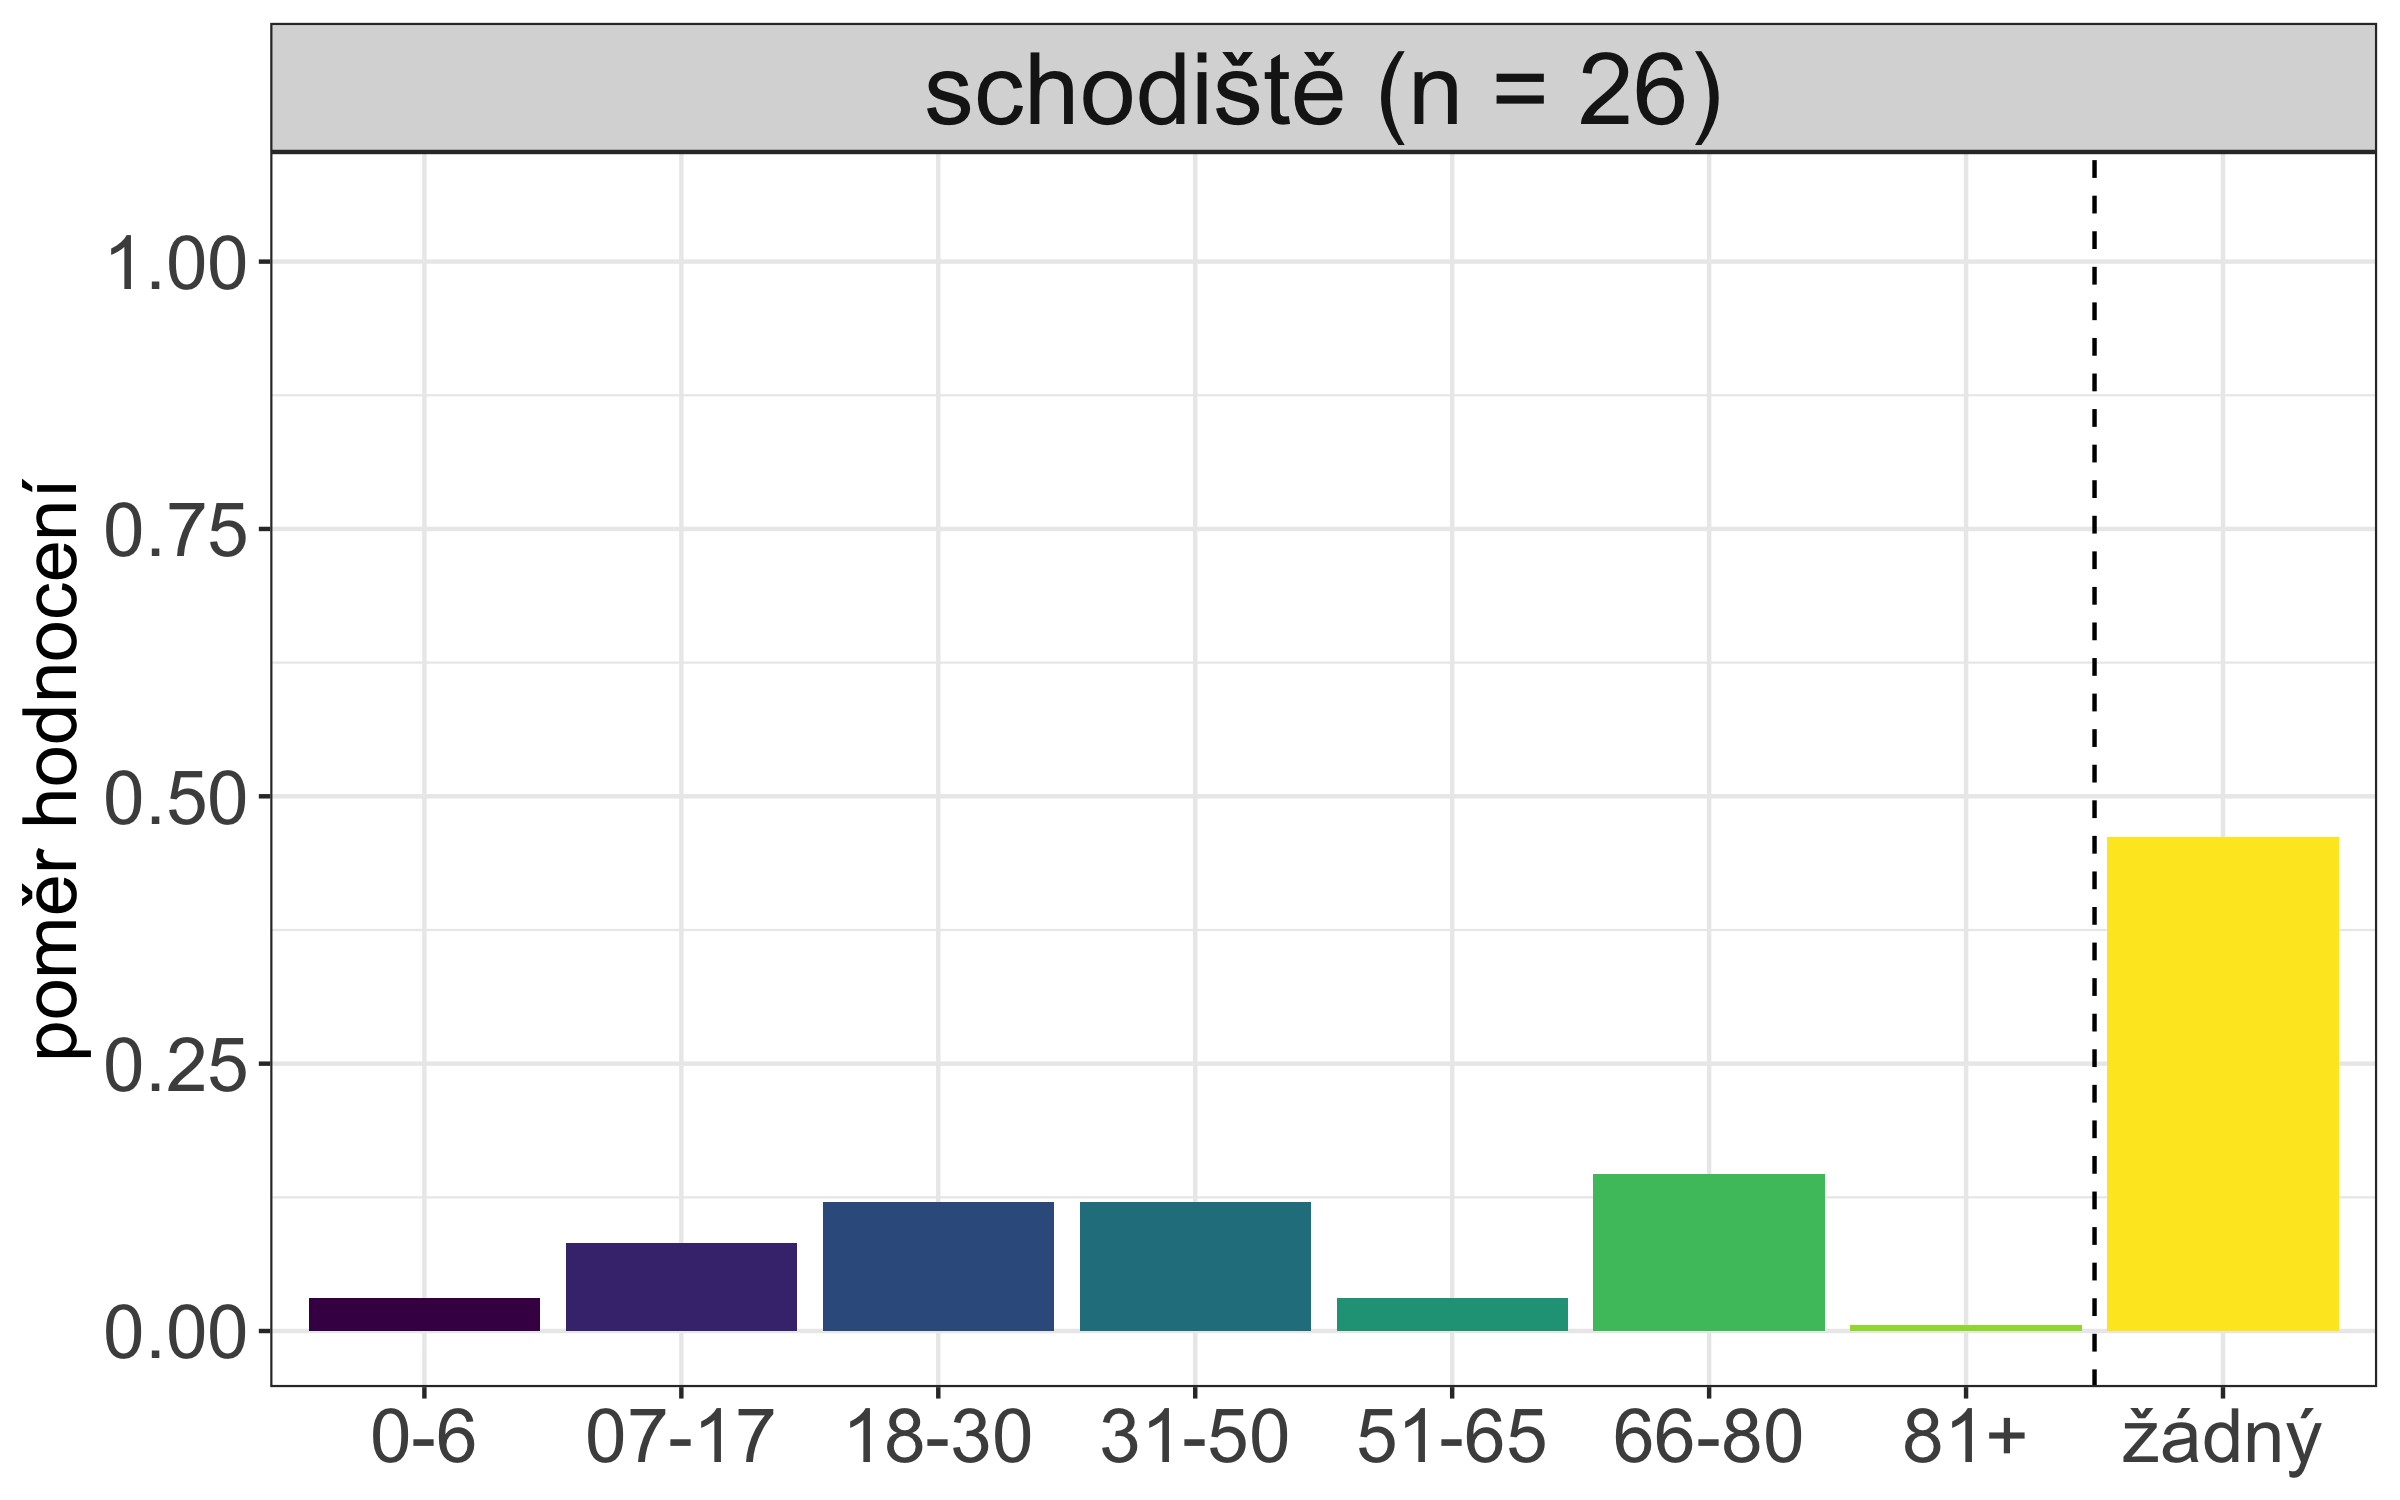 schodiště (n = 26)
poměr hodnocení
1.00
0.75
0.50
0.25
0.00
0-6 07-17 18-30 31-50 51-65 66-80 81+ žádný